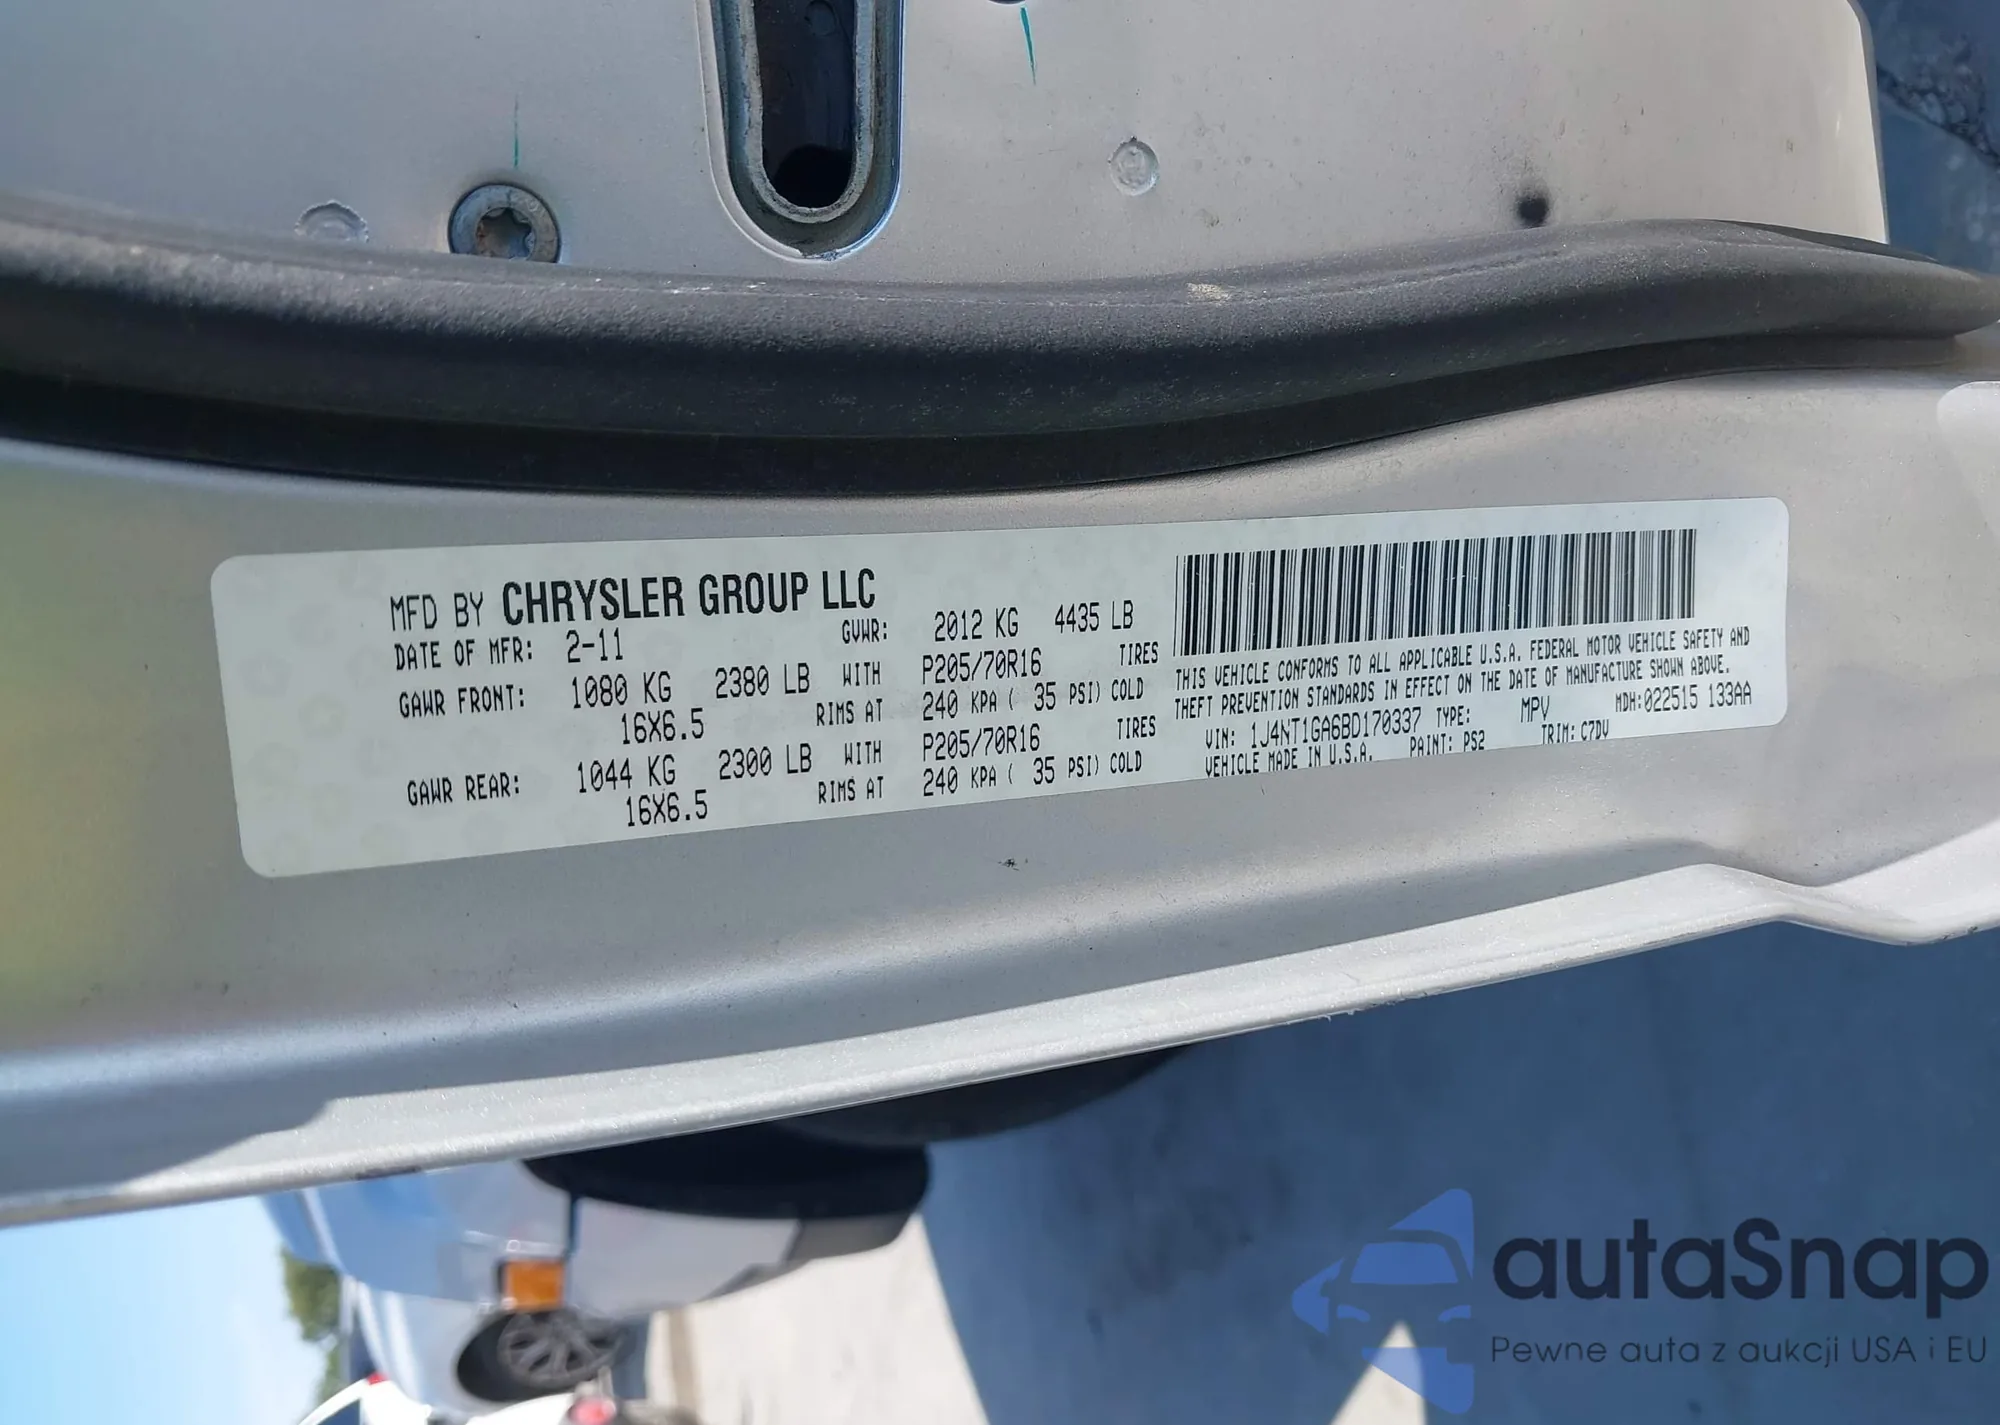 MFD BY CHRYSLER GROUP LLC
DATE OF MFR: 2-11 GVWR: 2012 KG 4435 LB
GAWR FRONT: 1080 KG 2380 LB WITH P205/70R16 TIRES
16X6.5 RIMS AT 240 KPA ( 35 PSI) COLD
GAWR REAR: 1044 KG 2300 LB WITH P205/70R16 TIRES
16X6.5 RIMS AT 240 KPA ( 35 PSI) COLD
THIS VEHICLE CONFORMS TO ALL APPLICABLE U.S.A. FEDERAL MOTOR VEHICLE SAFETY AND
THEFT PREVENTION STANDARDS IN EFFECT ON THE DATE OF MANUFACTURE SHOWN ABOVE.
VIN: 1J4NT1GA6BD170337 TYPE: MPV MDH:022515 133AA
VEHICLE MADE IN U.S.A. PAINT: PS2 TRIM: C7DV
autaSnap
Pewne auta z aukcji USA i EU